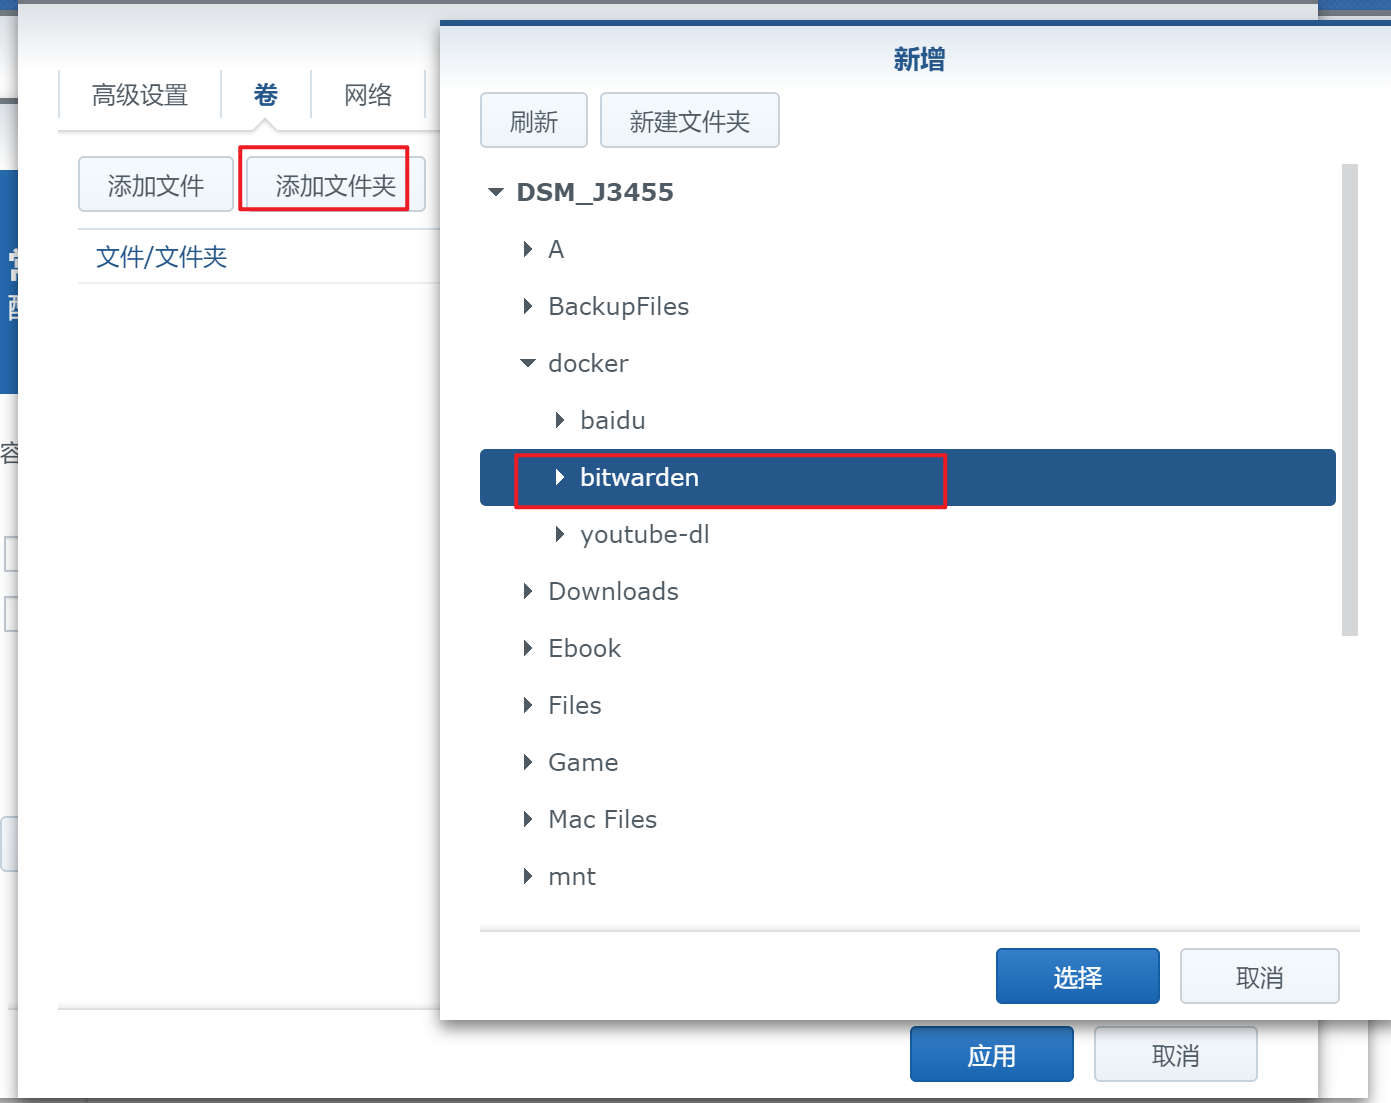 高级设置
卷
网络
添加文件
添加文件夹
文件/文件夹
容
新增
刷新
新建文件夹
DSM_J3455
A
BackupFiles
docker
baidu
bitwarden
youtube-dl
Downloads
Ebook
Files
Game
Mac Files
mnt
选择
取消
应用
取消